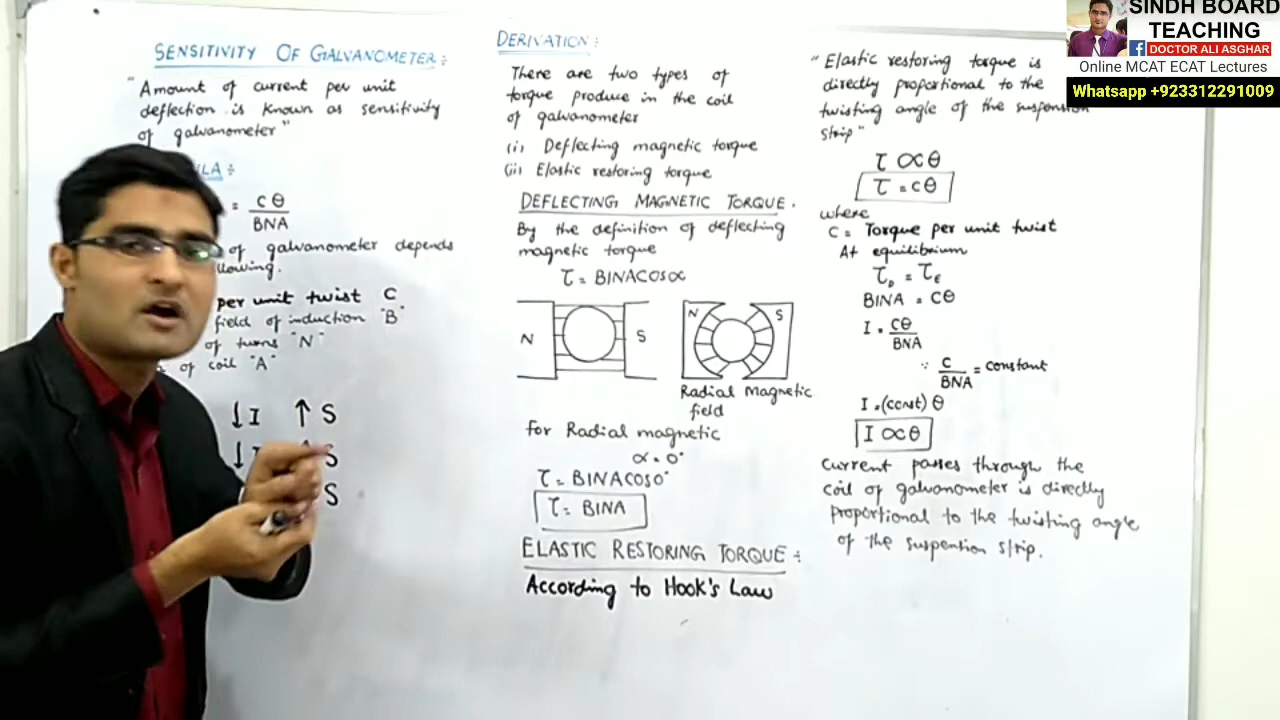 SENSITIVITY OF GALVANOMETER:
"Amount of current per unit
deflection is known as sensitivity
of galvanometer"
LA:
= Cθ
BNA
of galvanometer depends
llowing.
per unit twist C
field of induction "B"
of turns "N"
of coil "A"
↓I ↑S
↓I ↑S
S
DERIVATION:
There are two types of
torque produce in the coil
of galvanometer
(i) Deflecting magnetic torque
(ii) Elastic restoring torque
DEFLECTING MAGNETIC TORQUE.
By the definition of deflecting
magnetic torque
τ = BINACOSα
N S
N S
Radial Magnetic
field
for Radial magnetic
α = 0°
τ = BINACOS0°
τ = BINA
ELASTIC RESTORING TORQUE:
According to Hook's Law
"Elastic restoring torque is
directly proportional to the
twisting angle of the suspension
strip"
τ ∝ θ
τ = cθ
where
C = Torque per unit twist
At equilibrium
τD = τE
BINA = Cθ
I = Cθ
BNA
∵ C = constant
BNA
I = (const) θ
I ∝ θ
Current passes through the
coil of galvanometer is directly
proportional to the twisting angle
of the suspention strip.
SINDH BOARD
TEACHING
f DOCTOR ALI ASGHAR
Online MCAT ECAT Lectures
Whatsapp +923312291009